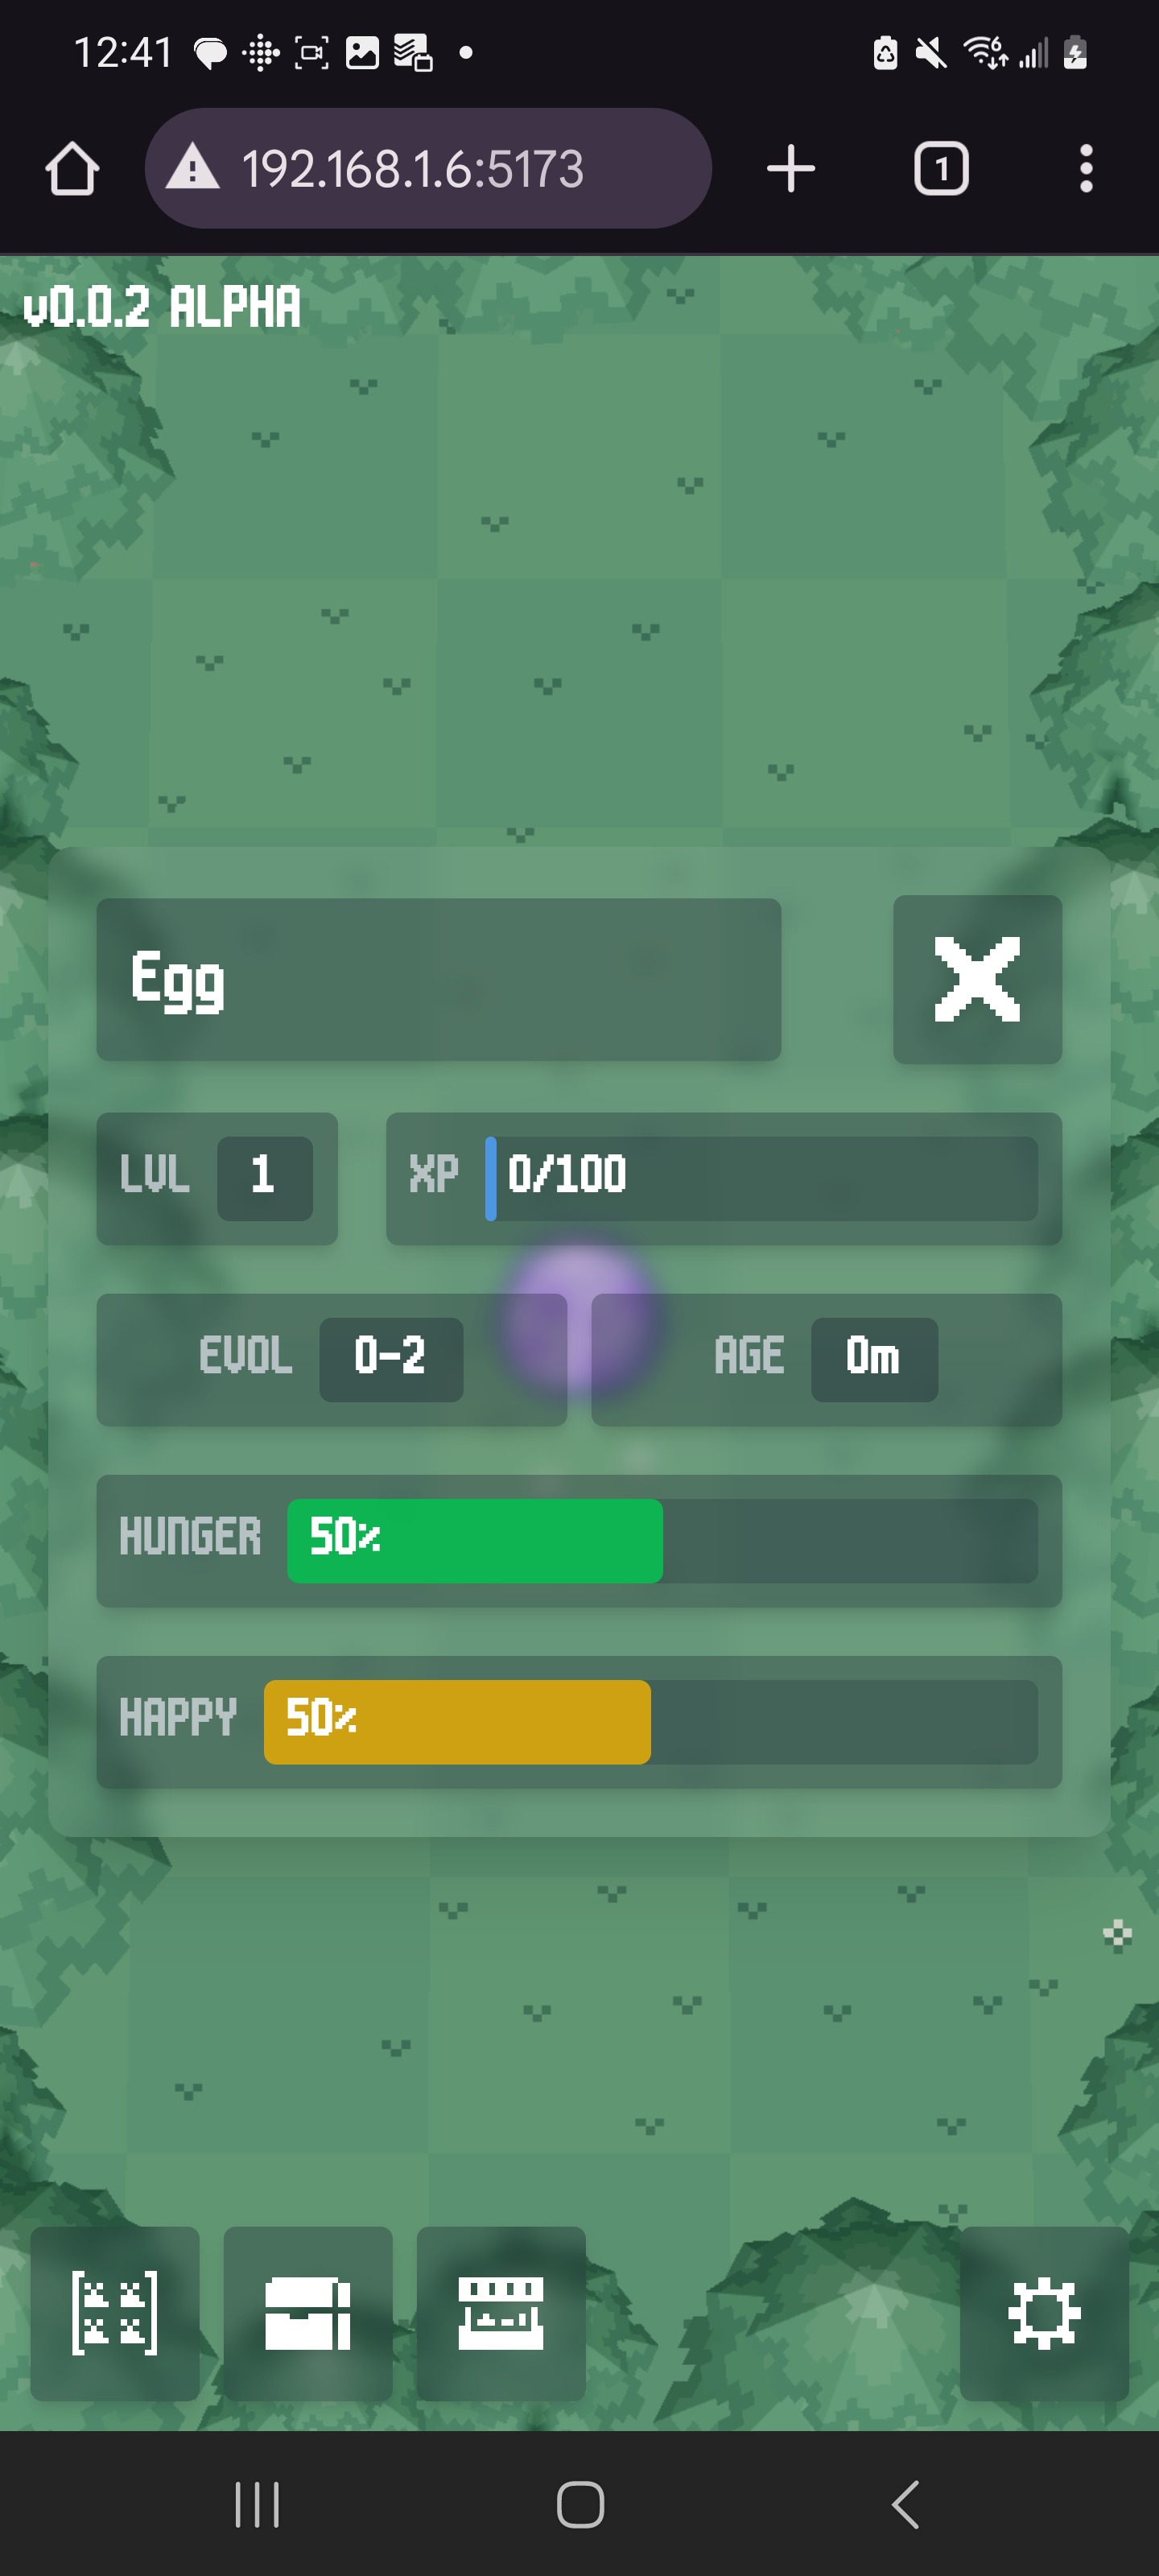 12:41
192.168.1.6:5173
1
v0.0.2 ALPHA
Egg
LVL 1
XP 0/100
EVOL 0-2
AGE 0m
HUNGER 50%
HAPPY 50%